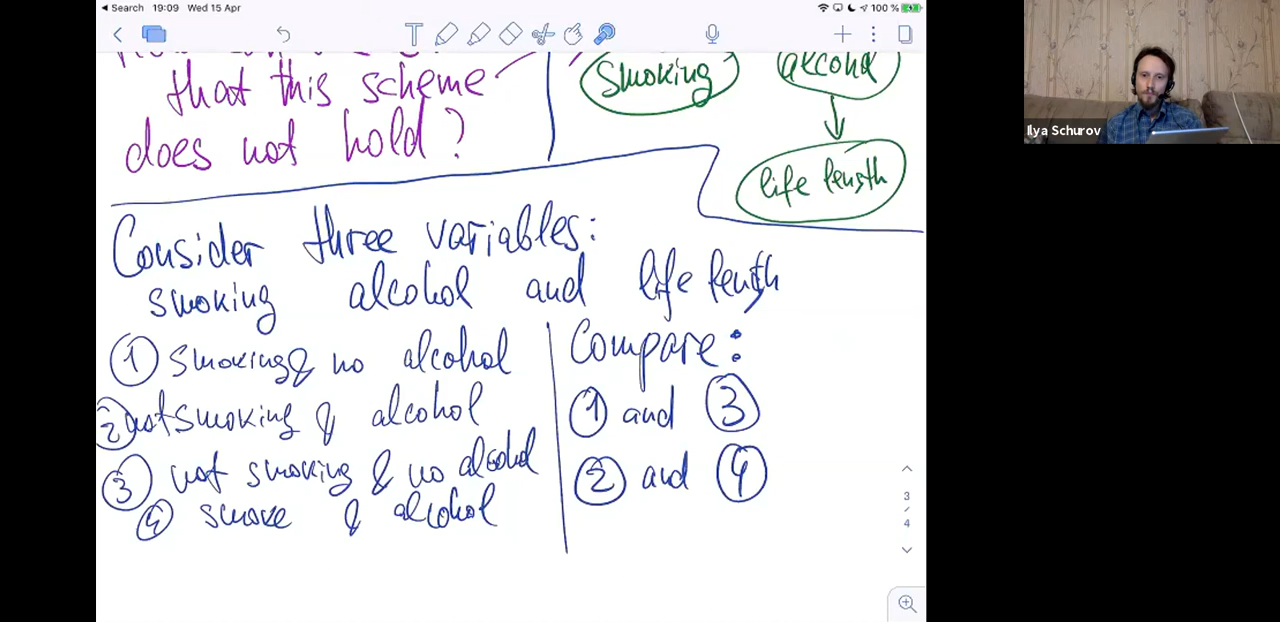 Search 19:09 Wed 15 Apr 100 %
that this scheme
does not hold?
smoking alcohol
life length
Consider three variables:
smoking alcohol and life length
① smoking & no alcohol
② not smoking & alcohol
③ not smoking & no alcohol
④ smoke & alcohol
Compare:
① and ③
② and ④
3
/
4
Ilya Schurov